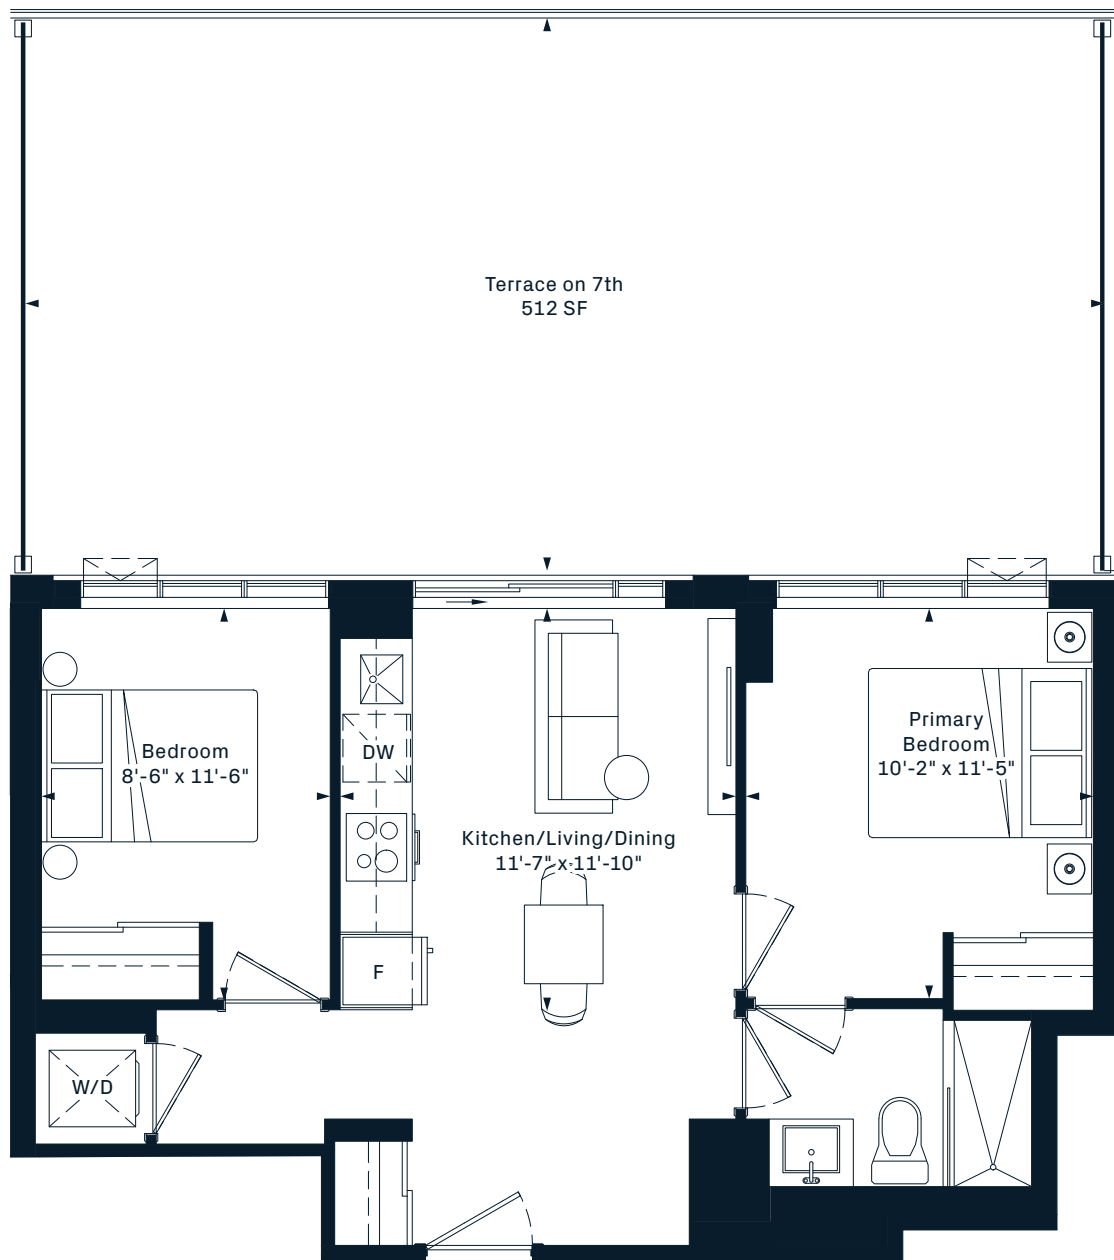 Terrace on 7th
512 SF
Bedroom
8'-6" x 11'-6"
DW
Primary
Bedroom
10'-2" x 11'-5"
Kitchen/Living/Dining
11'-7" x 11'-10"
F
W/D